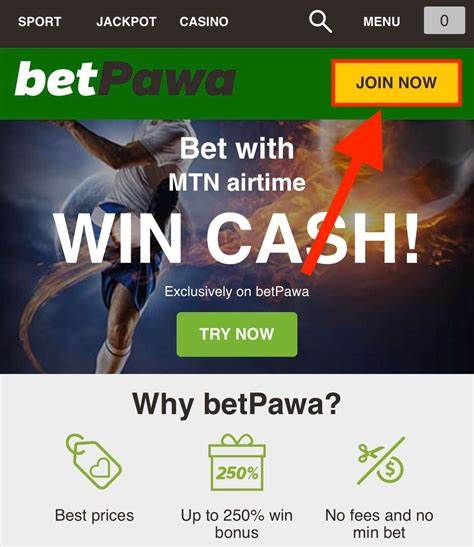 SPORT JACKPOT CASINO MENU 0
betPawa JOIN NOW
Bet with
MTN airtime
WIN CASH!
Exclusively on betPawa
TRY NOW
Why betPawa?
250%
Best prices
Up to 250% win
bonus
No fees and no
min bet